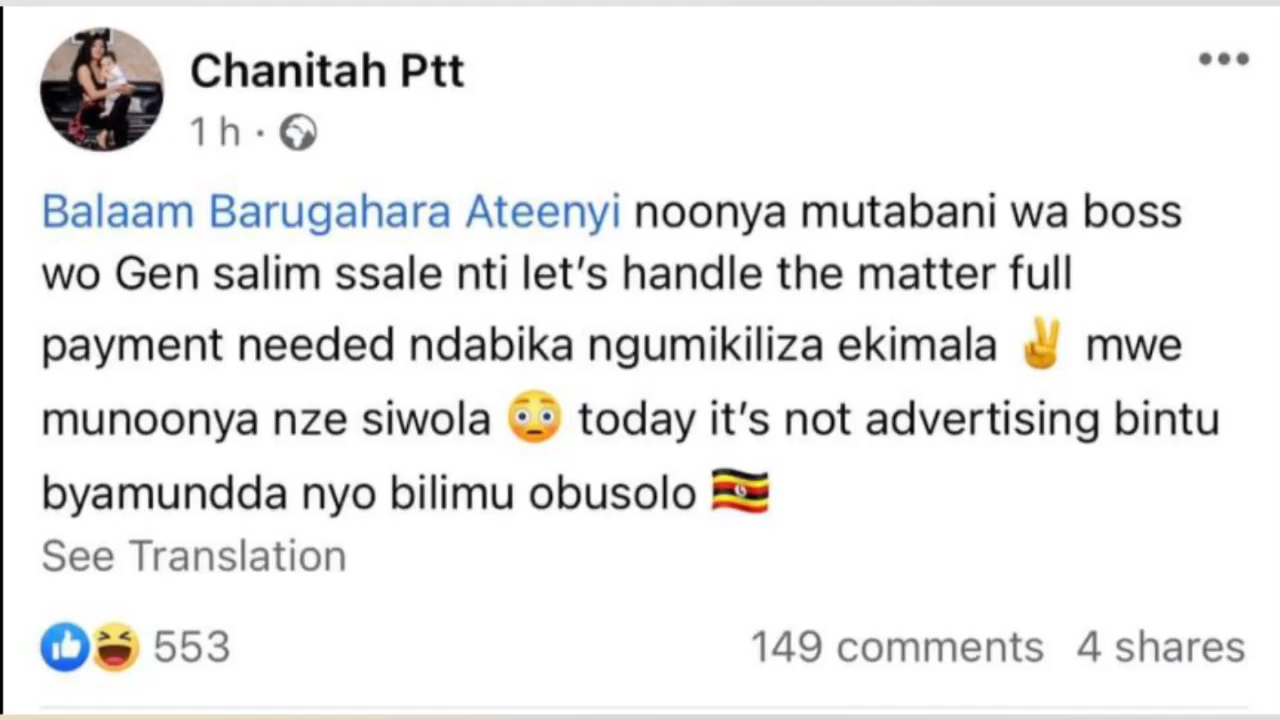 Chanitah Ptt
1 h ·
Balaam Barugahara Ateenyi noonya mutabani wa boss
wo Gen salim ssale nti let's handle the matter full
payment needed ndabika ngumikiliza ekimala ✌️ mwe
munoonya nze siwola 😳 today it's not advertising bintu
byamundda nyo bilimu obusolo 🇺🇬
See Translation
553 149 comments 4 shares